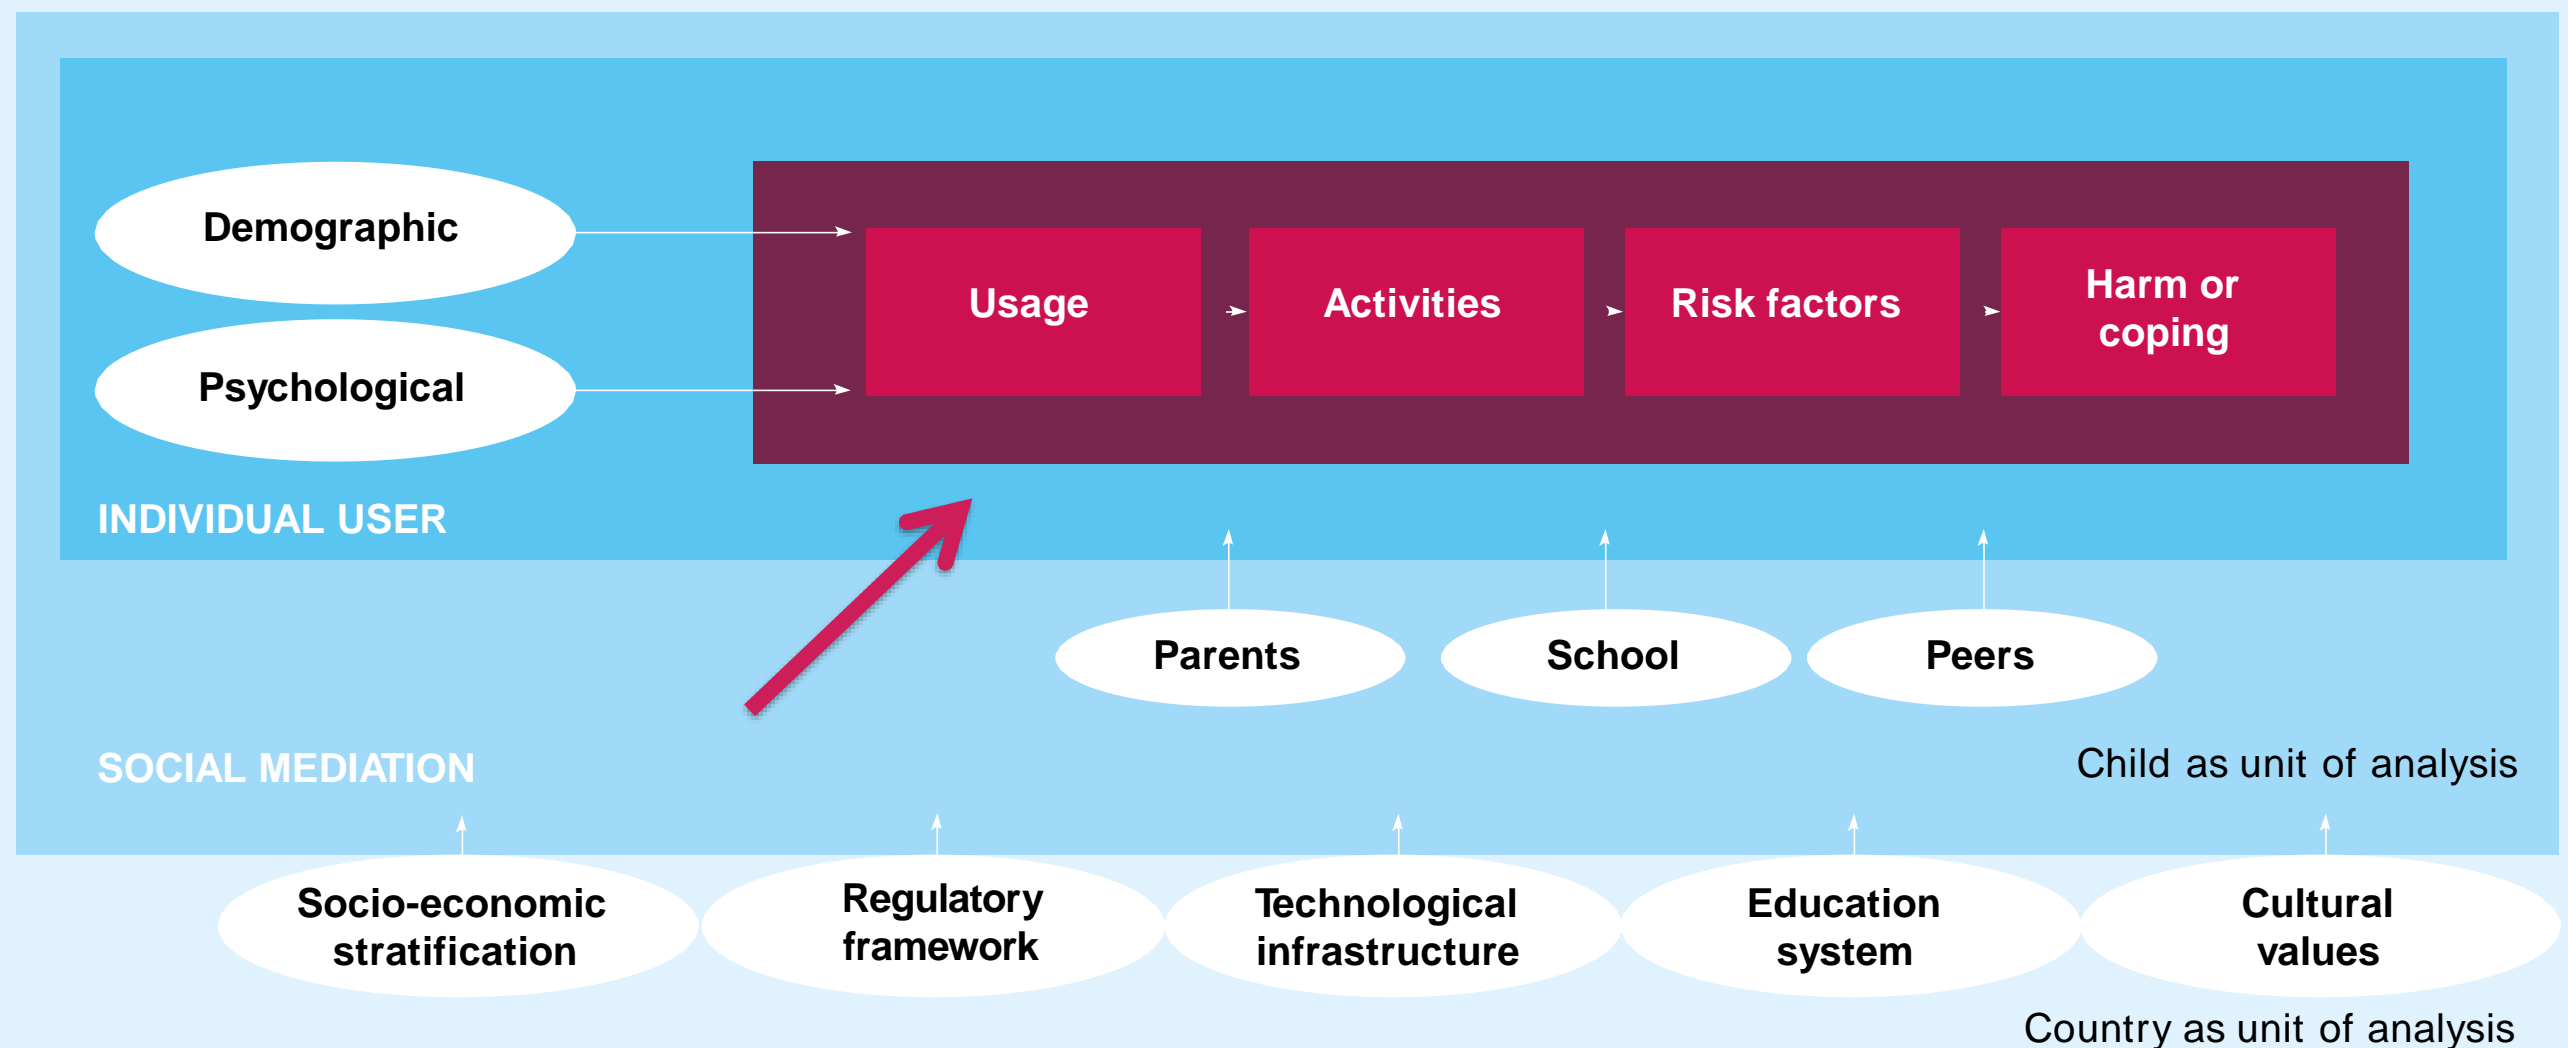 Demographic
Usage
Activities
Risk factors
Harm or
coping
Psychological
INDIVIDUAL USER
Parents
School
Peers
SOCIAL MEDIATION
Child as unit of analysis
Socio-economic
stratification
Regulatory
framework
Technological
infrastructure
Education
system
Cultural
values
Country as unit of analysis